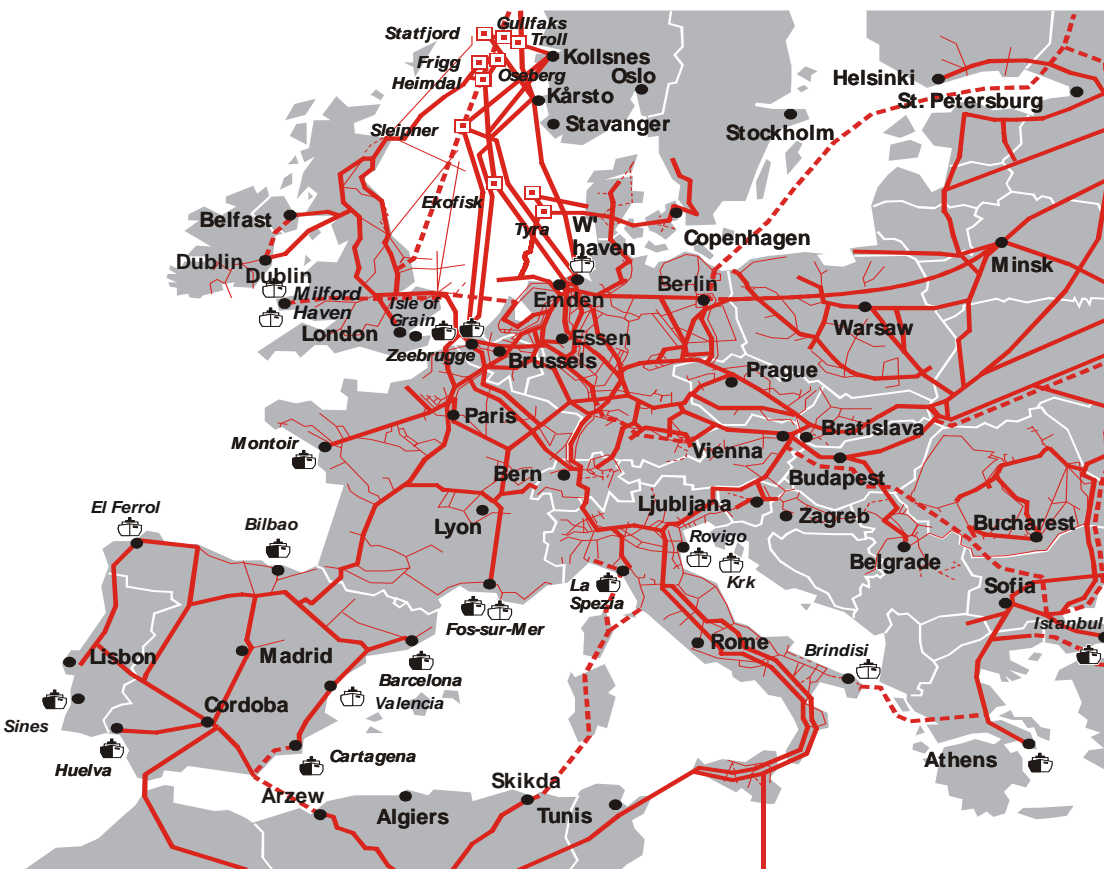 Gullfaks
Statfjord
Troll
Frigg
Kollsnes
Oseberg
Oslo
Heimdal
Helsinki
Kårsto
St. Petersburg
Sleipner
Stavanger
Stockholm
Ekofisk
Belfast
Tyra
W'
haven
Copenhagen
Dublin
Dublin
Minsk
Milford
Haven
Isle of
Grain
Emden
Berlin
London
Warsaw
Zeebrugge
Essen
Brussels
Prague
Paris
Montoir
Vienna
Bratislava
Bern
Budapest
El Ferrol
Bilbao
Lyon
Ljubljana
Zagreb
Bucharest
Rovigo
Krk
Belgrade
La
Spezia
Sofia
Fos-sur-Mer
Istanbul
Lisbon
Madrid
Rome
Brindisi
Barcelona
Valencia
Sines
Cordoba
Huelva
Cartagena
Athens
Arzew
Skikda
Algiers
Tunis